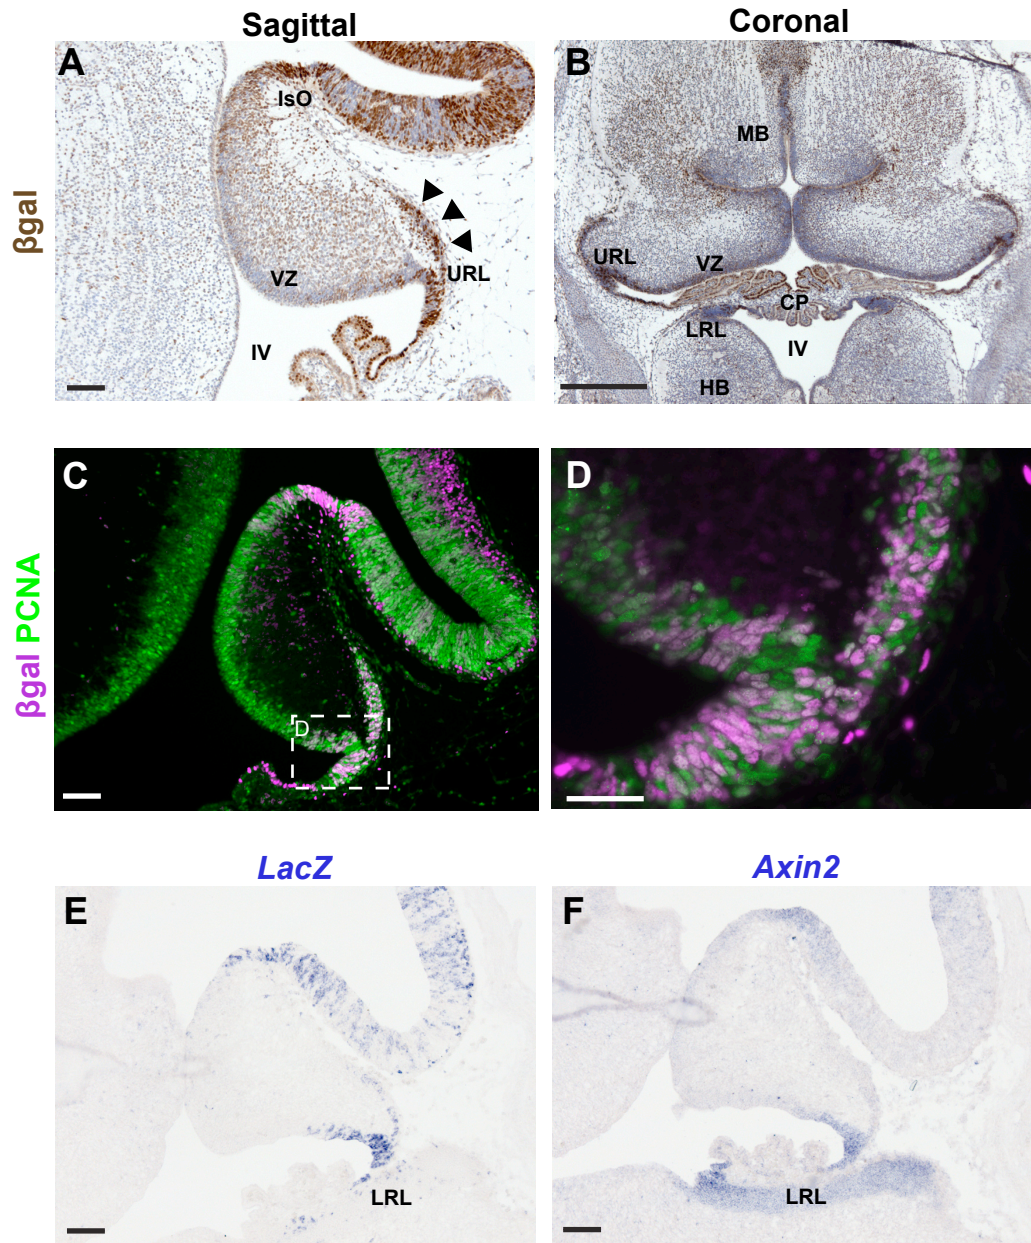 Sagittal
Coronal
βgal
A
IsO
URL
VZ
IV
B
MB
URL
VZ
CP
LRL
IV
HB
βgal PCNA
C
D
D
LacZ
Axin2
E
LRL
F
LRL